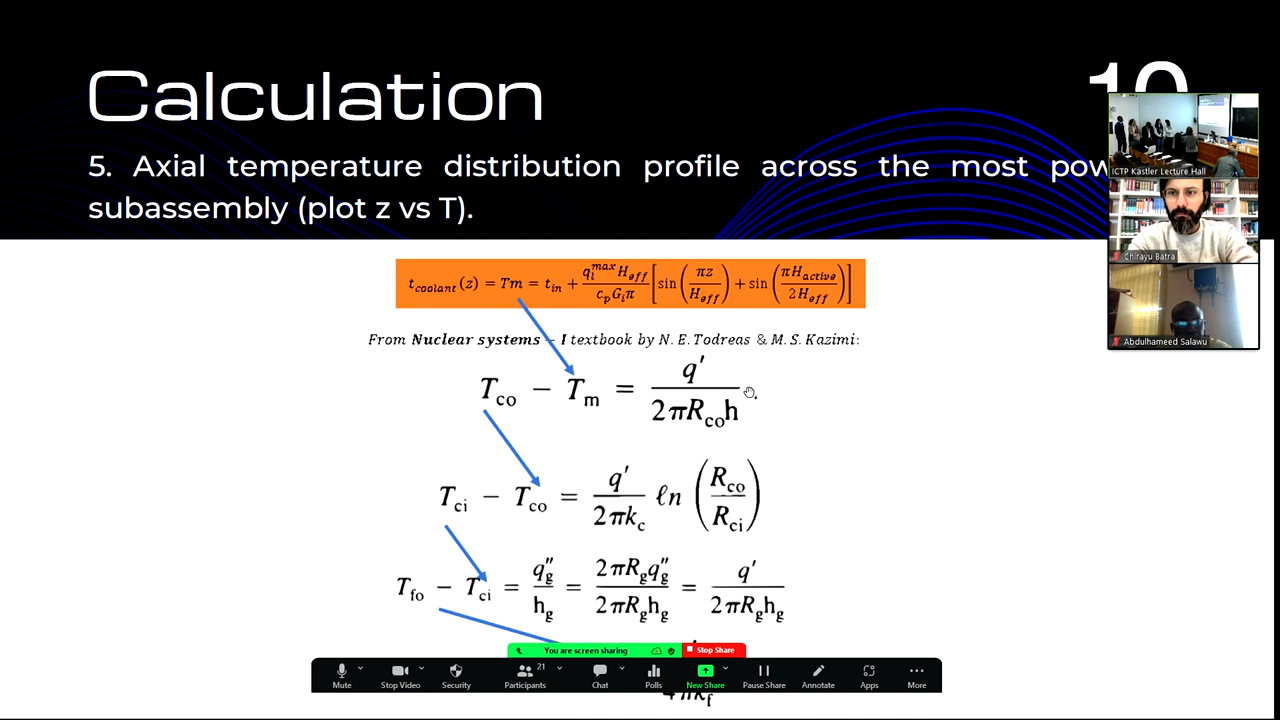 Calculation
10
5. Axial temperature distribution profile across the most pow
subassembly (plot z vs T).
t_coolant (z) = Tm = t_in + q_l^max H_eff / c_p G_i π [ sin ( πz / H_eff ) + sin ( πH_active / 2 H_eff ) ]
From Nuclear systems – I textbook by N. E. Todreas & M. S. Kazimi:
T_co − T_m = q′ / 2πR_co h
T_ci − T_co = q′ / 2πk_c ℓn ( R_co / R_ci )
T_fo − T_ci = q″_g / h_g = 2πR_g q″_g / 2πR_g h_g = q′ / 2πR_g h_g
4πk_f
ICTP Kastler Lecture Hall
Chirayu Batra
Abdulhameed Salawu
You are screen sharing
Stop Share
Mute
Stop Video
Security
21
Participants
Chat
Polls
New Share
Pause Share
Annotate
Apps
More